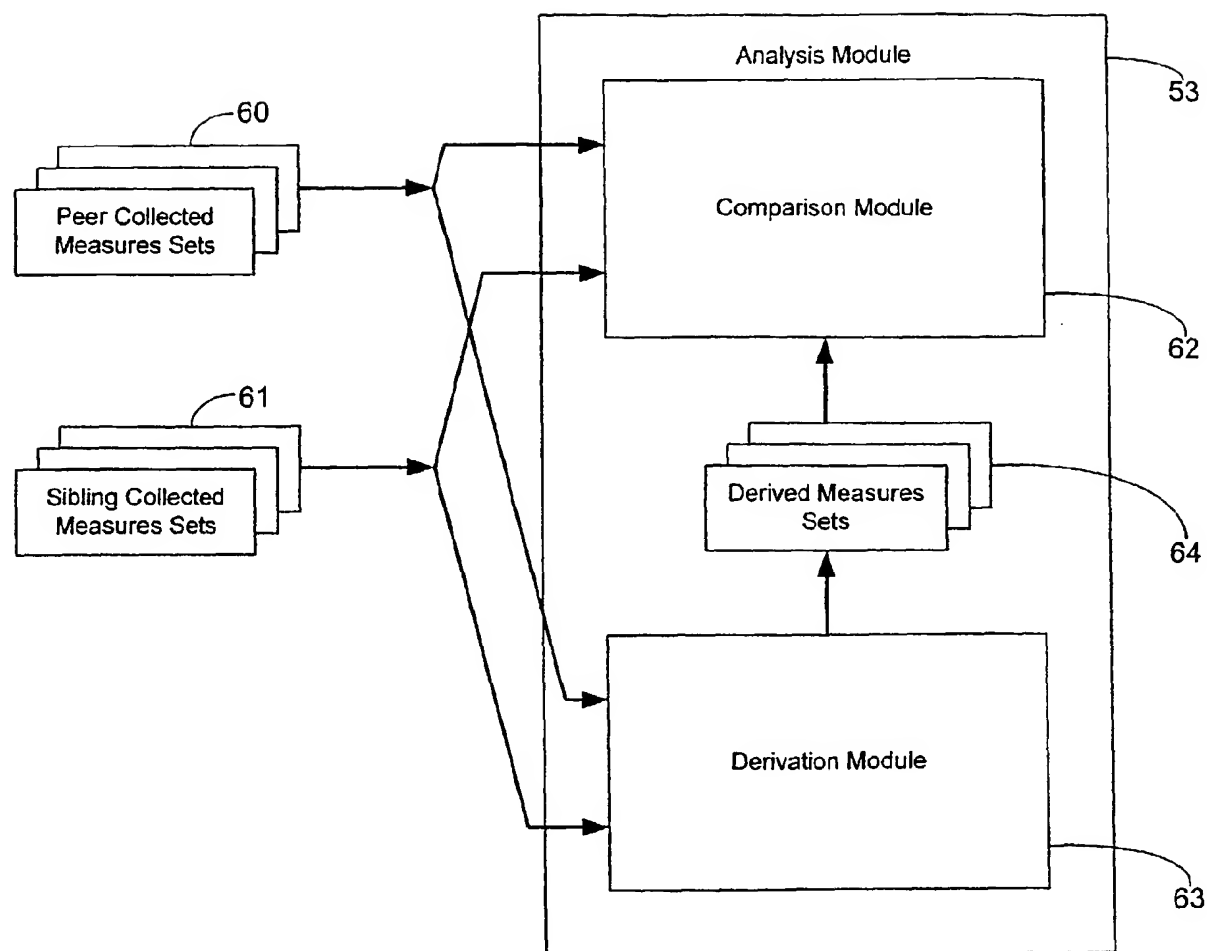 Analysis Module
53
60
Peer Collected
Measures Sets
Comparison Module
62
61
Sibling Collected
Measures Sets
Derived Measures
Sets
64
Derivation Module
63